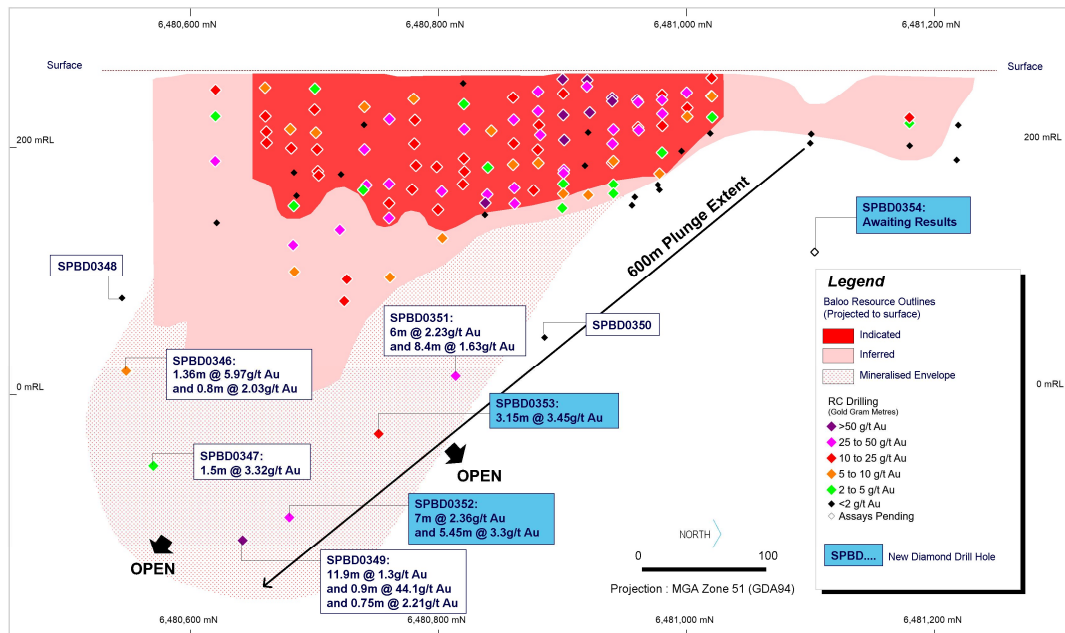 6,480,600 mN
6,480,800 mN
6,481,000 mN
6,481,200 mN
Surface
Surface
200 mRL
200 mRL
600m Plunge Extent
SPBD0354:
Awaiting Results
SPBD0348
SPBD0351:
6m @ 2.23g/t Au
and 8.4m @ 1.63g/t Au
SPBD0350
SPBD0346:
1.36m @ 5.97g/t Au
and 0.8m @ 2.03g/t Au
0 mRL
0 mRL
SPBD0353:
3.15m @ 3.45g/t Au
SPBD0347:
1.5m @ 3.32g/t Au
OPEN
SPBD0352:
7m @ 2.36g/t Au
and 5.45m @ 3.3g/t Au
OPEN
SPBD0349:
11.9m @ 1.3g/t Au
and 0.9m @ 44.1g/t Au
and 0.75m @ 2.21g/t Au
NORTH
0
100
Projection : MGA Zone 51 (GDA94)
Legend
Baloo Resource Outlines
(Projected to surface)
Indicated
Inferred
Mineralised Envelope
RC Drilling
(Gold Gram Metres)
>50 g/t Au
25 to 50 g/t Au
10 to 25 g/t Au
5 to 10 g/t Au
2 to 5 g/t Au
<2 g/t Au
Assays Pending
SPBD.... New Diamond Drill Hole
6,480,600 mN
6,480,800 mN
6,481,000 mN
6,481,200 mN